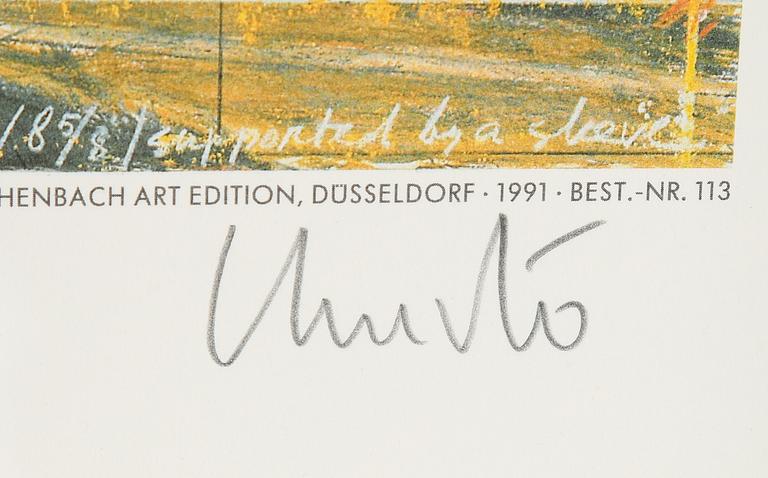 /85/8"/ supported by a sleeve
HENBACH ART EDITION, DÜSSELDORF · 1991 · BEST.-NR. 113
Christo